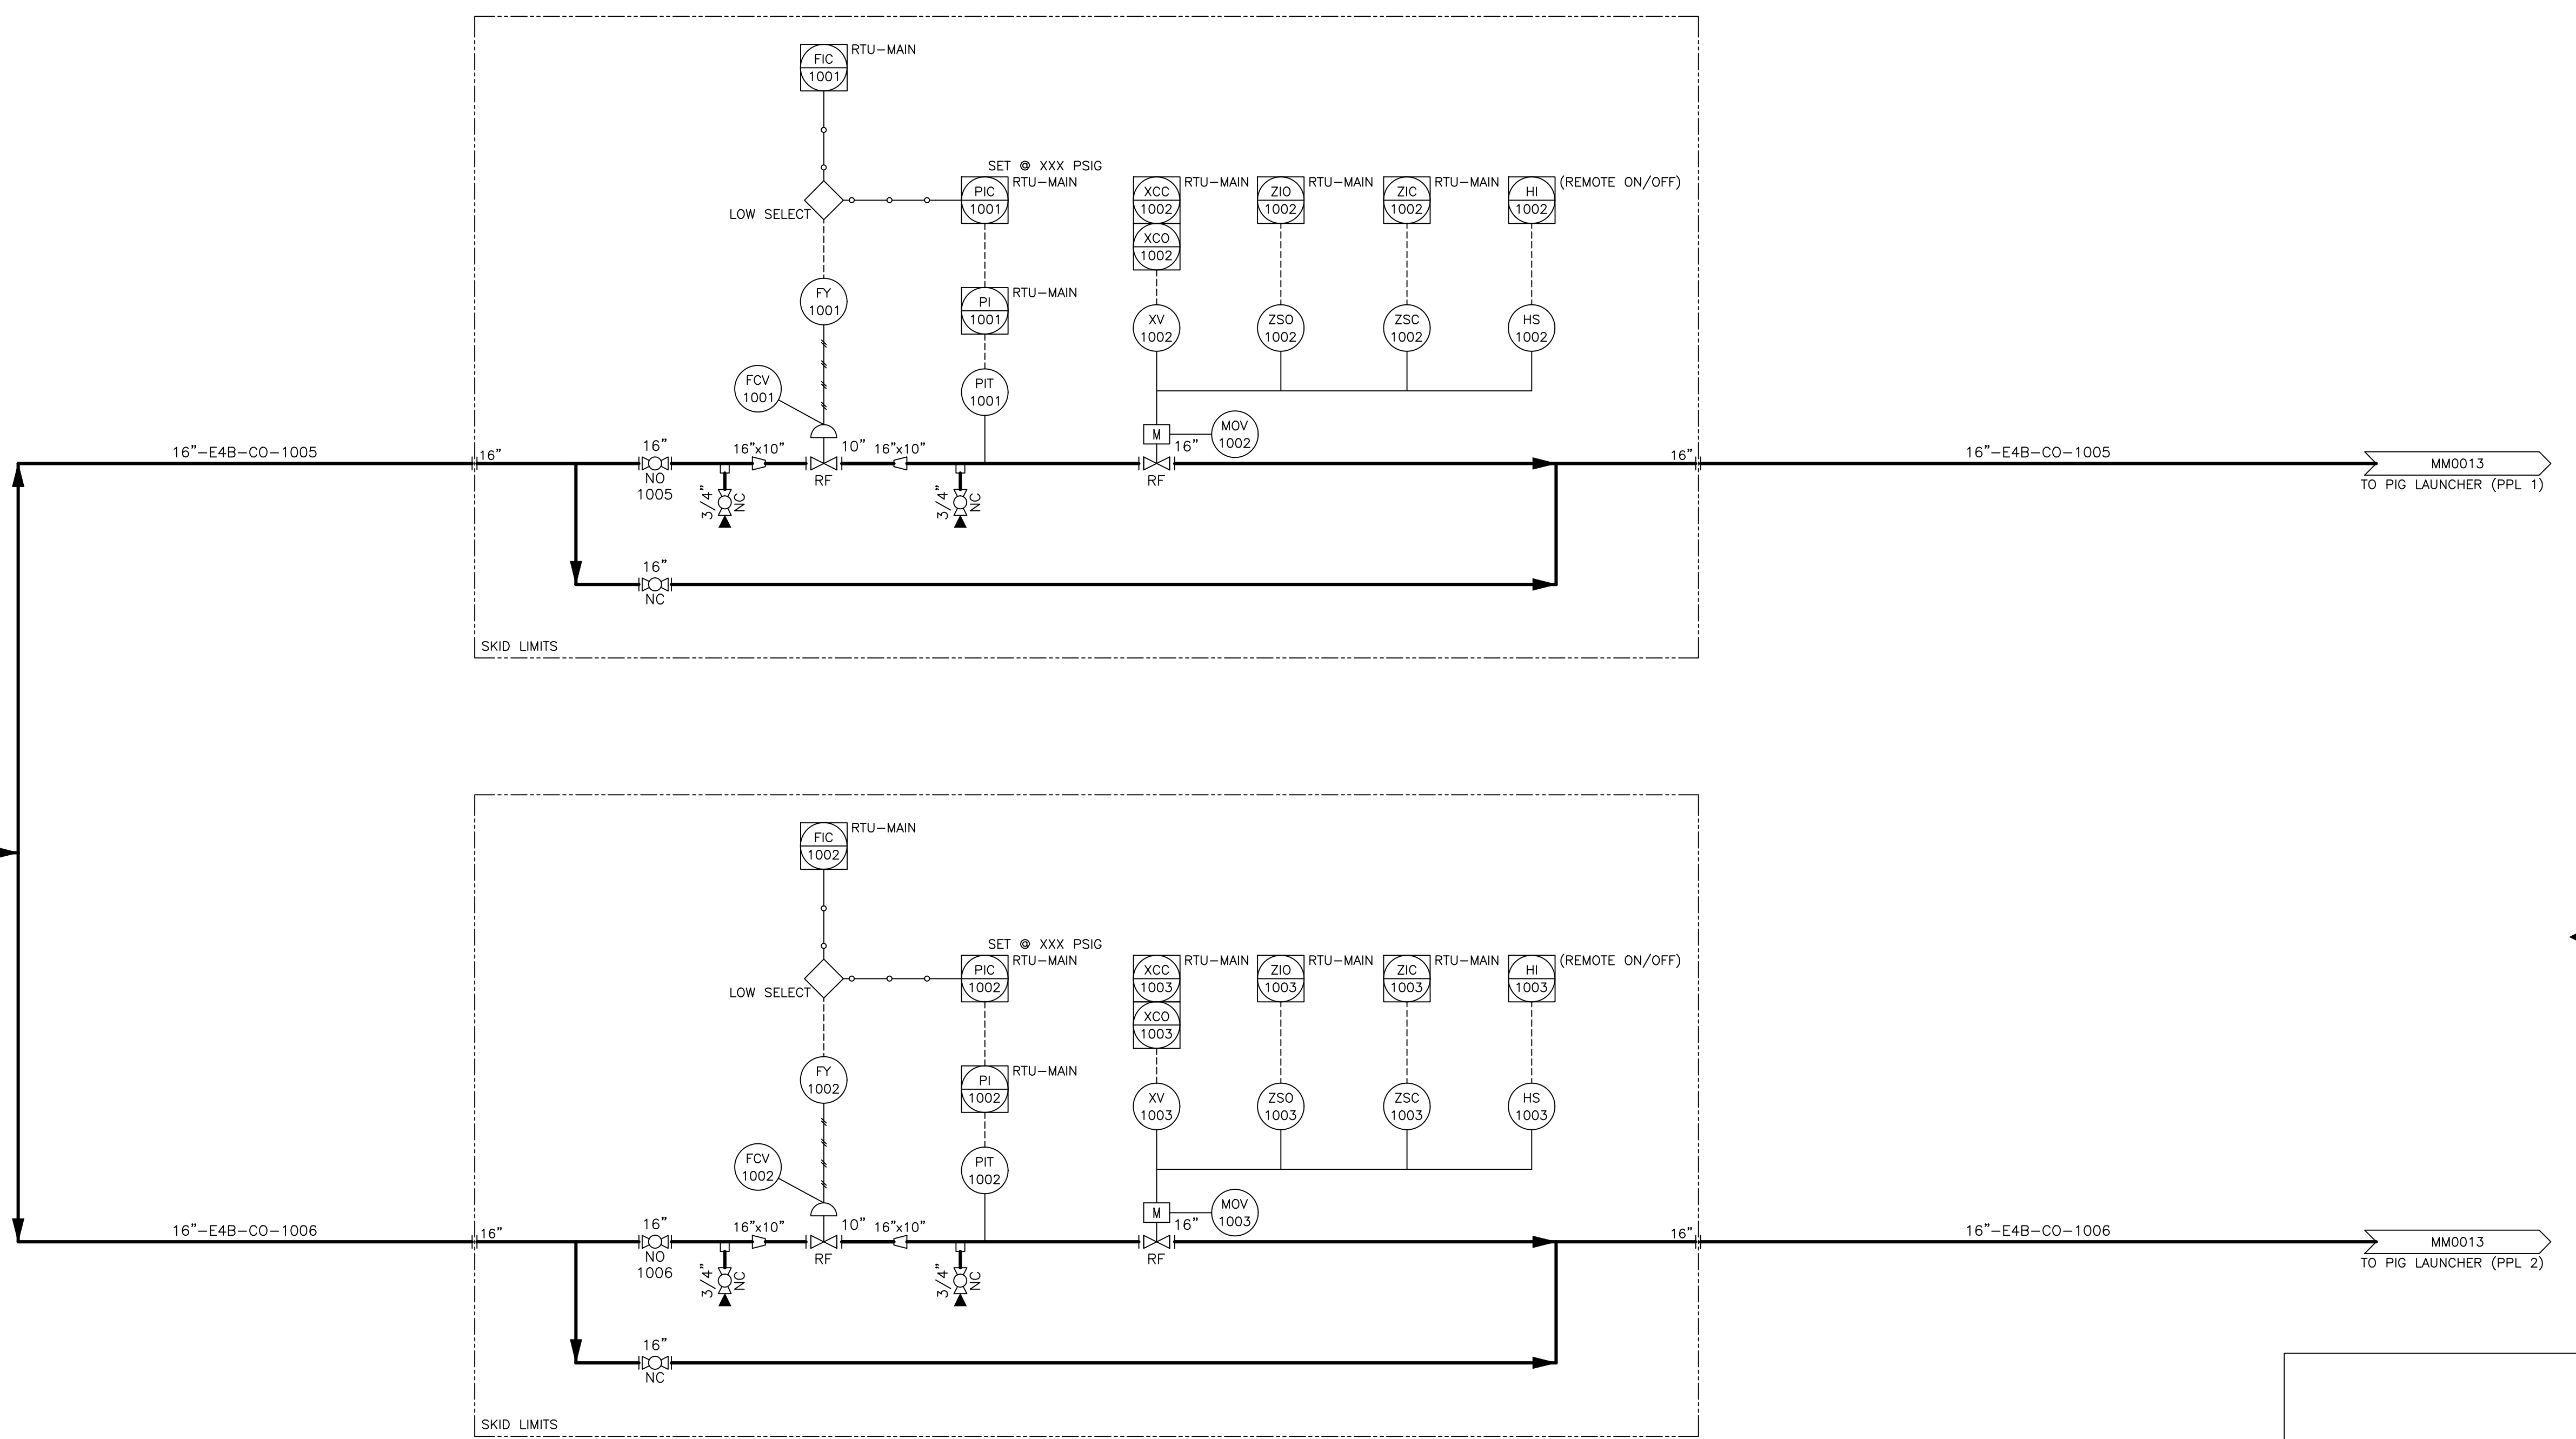 FIC
1001
RTU-MAIN
SET @ XXX PSIG
PIC
1001
RTU-MAIN
LOW SELECT
XCC
1002
RTU-MAIN
XCO
1002
ZIO
1002
RTU-MAIN
ZIC
1002
RTU-MAIN
HI
1002
(REMOTE ON/OFF)
FY
1001
PI
1001
RTU-MAIN
XV
1002
ZSO
1002
ZSC
1002
HS
1002
FCV
1001
PIT
1001
M
MOV
1002
16"-E4B-CO-1005
16"
16"
NO
1005
16"x10"
10"
16"x10"
RF
3/4"
NC
3/4"
NC
16"
RF
16"
16"-E4B-CO-1005
MM0013
TO PIG LAUNCHER (PPL 1)
16"
NC
SKID LIMITS
FIC
1002
RTU-MAIN
SET @ XXX PSIG
PIC
1002
RTU-MAIN
LOW SELECT
XCC
1003
RTU-MAIN
XCO
1003
ZIO
1003
RTU-MAIN
ZIC
1003
RTU-MAIN
HI
1003
(REMOTE ON/OFF)
FY
1002
PI
1002
RTU-MAIN
XV
1003
ZSO
1003
ZSC
1003
HS
1003
FCV
1002
PIT
1002
M
MOV
1003
16"-E4B-CO-1006
16"
16"
NO
1006
16"x10"
10"
16"x10"
RF
3/4"
NC
3/4"
NC
16"
RF
16"
16"-E4B-CO-1006
MM0013
TO PIG LAUNCHER (PPL 2)
16"
NC
SKID LIMITS